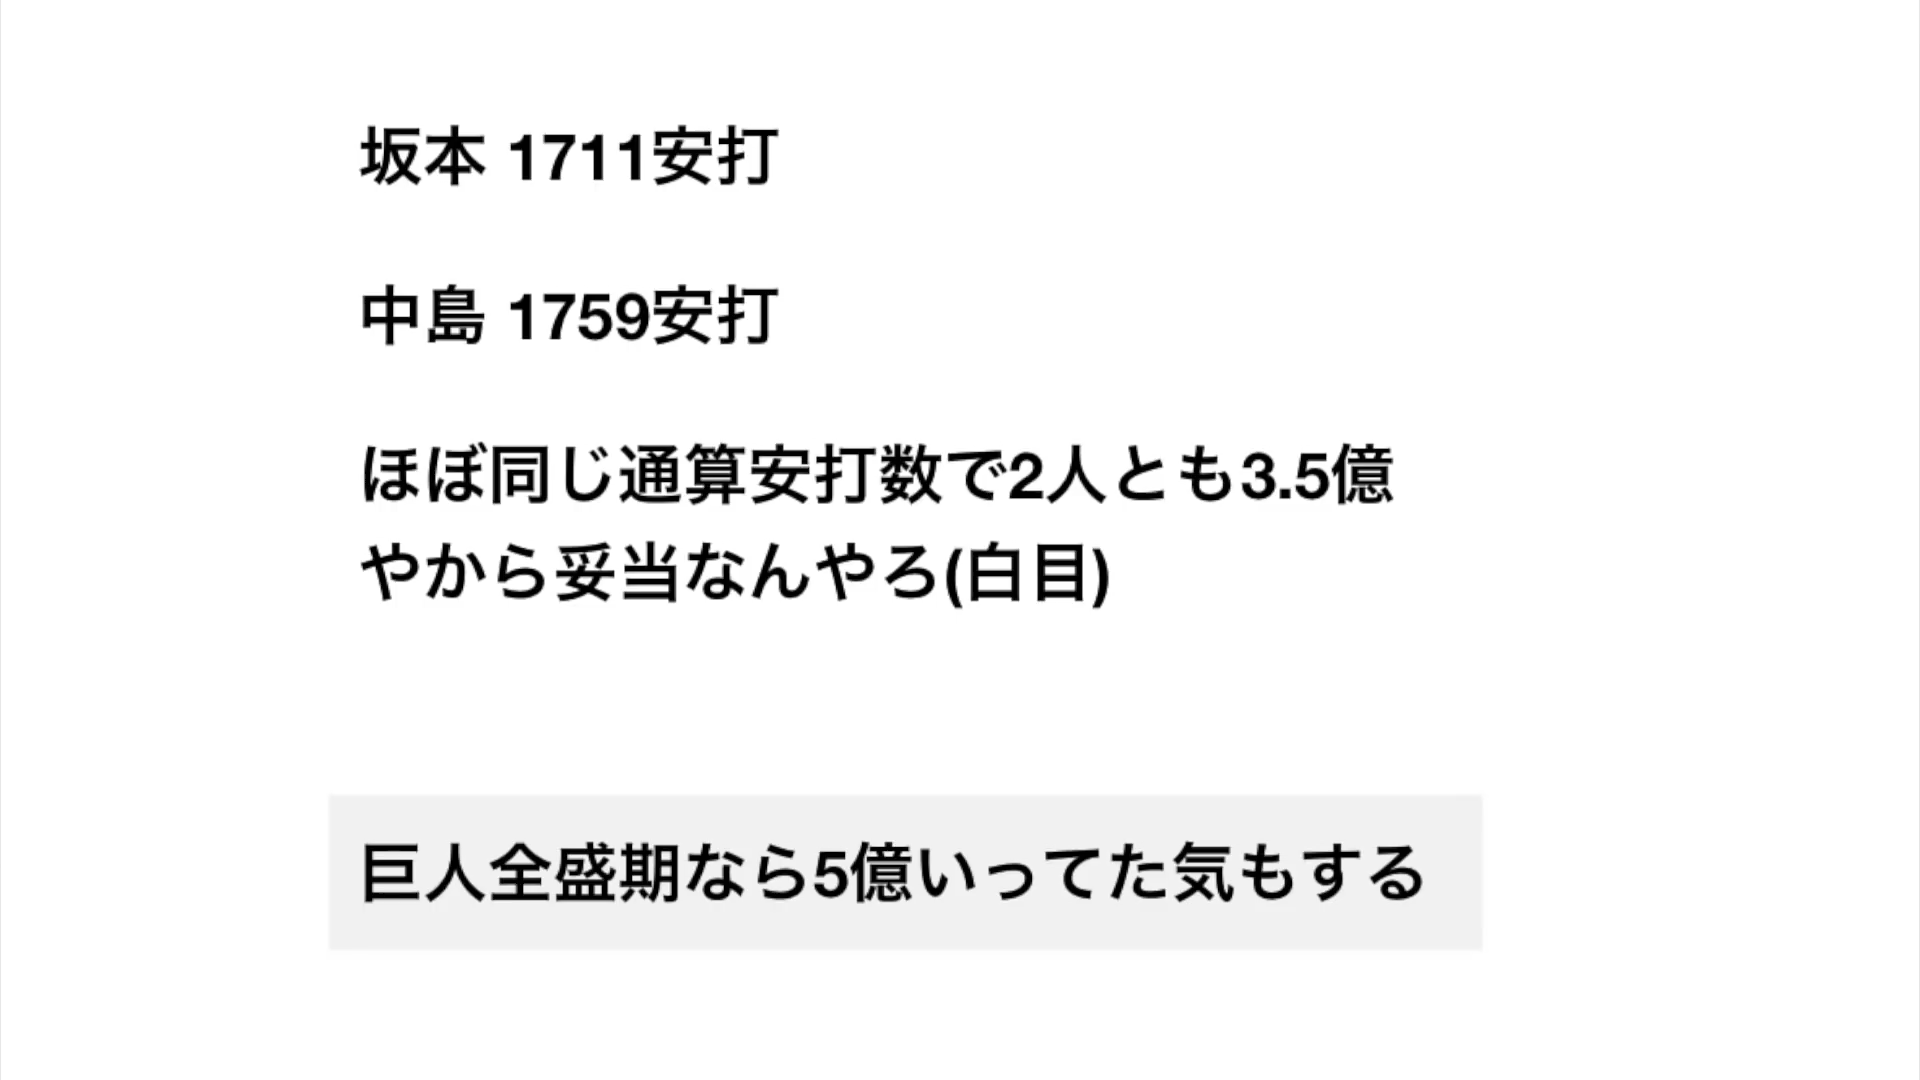 坂本 1711安打
中島 1759安打
ほぼ同じ通算安打数で2人とも3.5億
やから妥当なんやろ(白目)
巨人全盛期なら5億いってた気もする